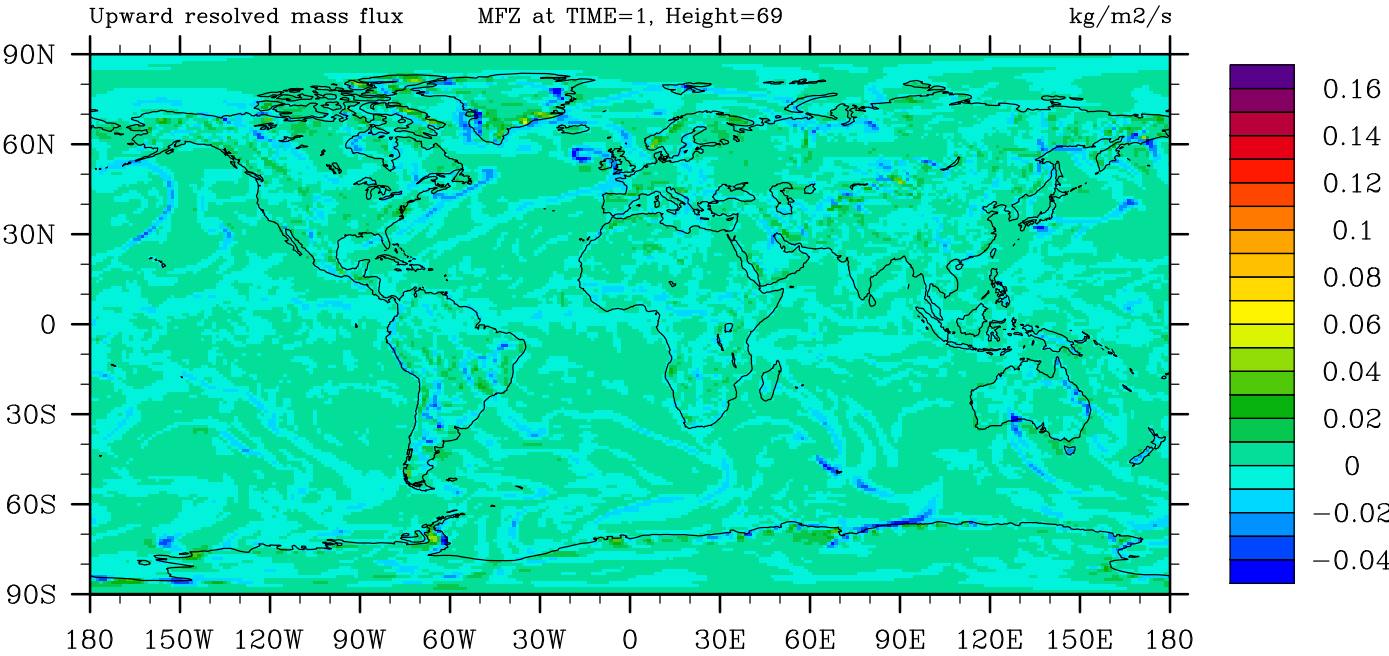 Upward resolved mass flux MFZ at TIME=1, Height=69 kg/m2/s
90N
60N
30N
0
30S
60S
90S
180 150W 120W 90W 60W 30W 0 30E 60E 90E 120E 150E 180
0.16
0.14
0.12
0.1
0.08
0.06
0.04
0.02
0
−0.02
−0.04